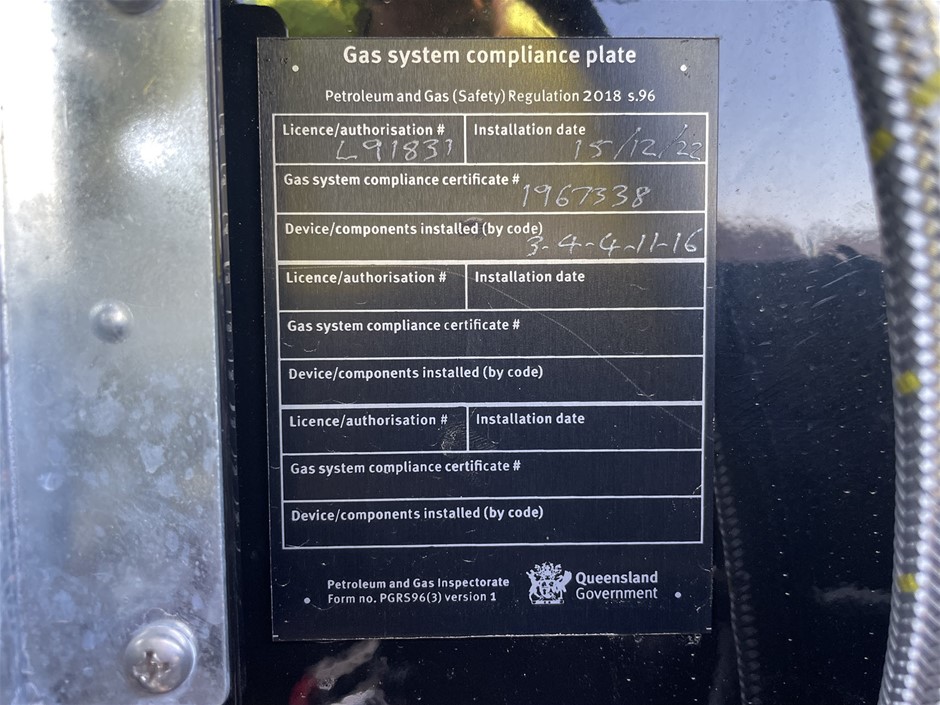 Gas system compliance plate
Petroleum and Gas (Safety) Regulation 2018 s.96
Licence/authorisation # Installation date
L91831 15/12/22
Gas system compliance certificate #
1967338
Device/components installed (by code)
3-4-4-11-16
Licence/authorisation # Installation date
Gas system compliance certificate #
Device/components installed (by code)
Licence/authorisation # Installation date
Gas system compliance certificate #
Device/components installed (by code)
Petroleum and Gas Inspectorate
Form no. PGRS96(3) version 1
Queensland
Government